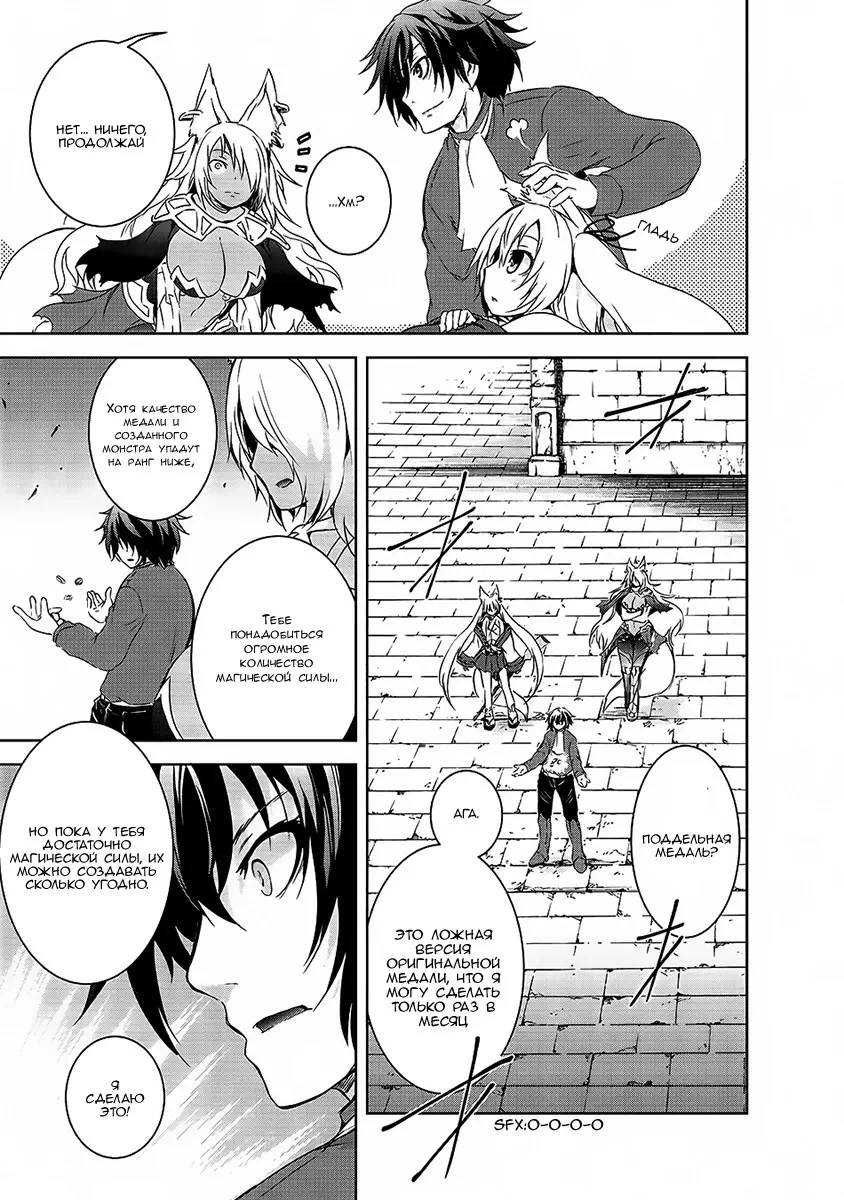 ...ХМ?
ГЛАДЬ
НЕТ... НИЧЕГО,
ПРОДОЛЖАЙ
ПОДДЕЛЬНАЯ
МЕДАЛЬ?
АГА.
ЭТО ЛОЖНАЯ
ВЕРСИЯ
ОРИГИНАЛЬНОЙ
МЕДАЛИ, ЧТО Я
МОГУ СДЕЛАТЬ
ТОЛЬКО РАЗ В
МЕСЯЦ
SFX:О-О-О-О
ХОТЯ КАЧЕСТВО
МЕДАЛИ И
СОЗДАННОГО
МОНСТРА УПАДУТ
НА РАНГ НИЖЕ,
ТЕБЕ
ПОНАДОБИТЬСЯ
ОГРОМНОЕ
КОЛИЧЕСТВО
МАГИЧЕСКОЙ СИЛЫ...
НО ПОКА У ТЕБЯ
ДОСТАТОЧНО
МАГИЧЕСКОЙ СИЛЫ, ИХ
МОЖНО СОЗДАВАТЬ
СКОЛЬКО УГОДНО.
Я
СДЕЛАЮ
ЭТО!